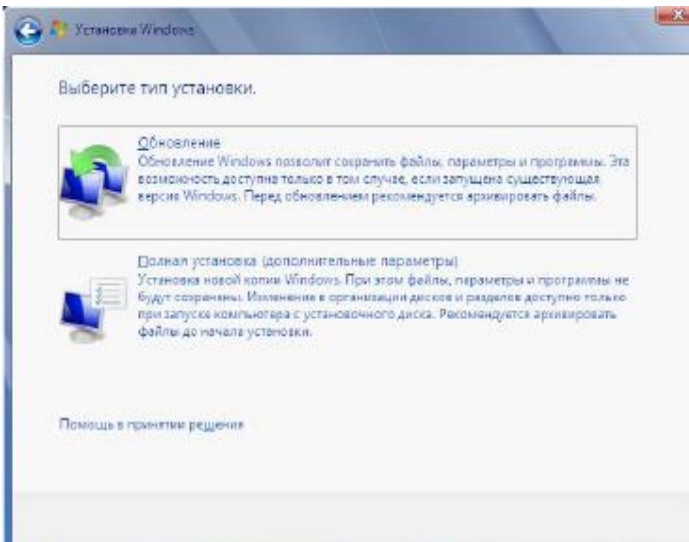 Установка Windows
Выберите тип установки.
Обновление
Обновление Windows позволит сохранить файлы, параметры и программы. Эта
возможность доступна только в том случае, если запущена существующая
версия Windows. Перед обновлением рекомендуется архивировать файлы.
Полная установка (дополнительные параметры)
Установка новой копии Windows. При этом файлы, параметры и программы не
будут сохранены. Изменения в организации дисков и разделов доступно только
при запуске компьютера с установочного диска. Рекомендуется архивировать
файлы до начала установки.
Помощь в принятии решения